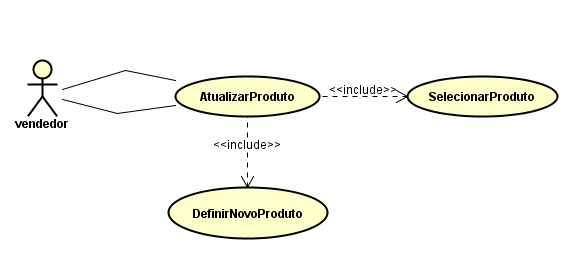 AtualizarProduto
<<include>>
SelecionarProduto
vendedor
<<include>>
DefinirNovoProduto